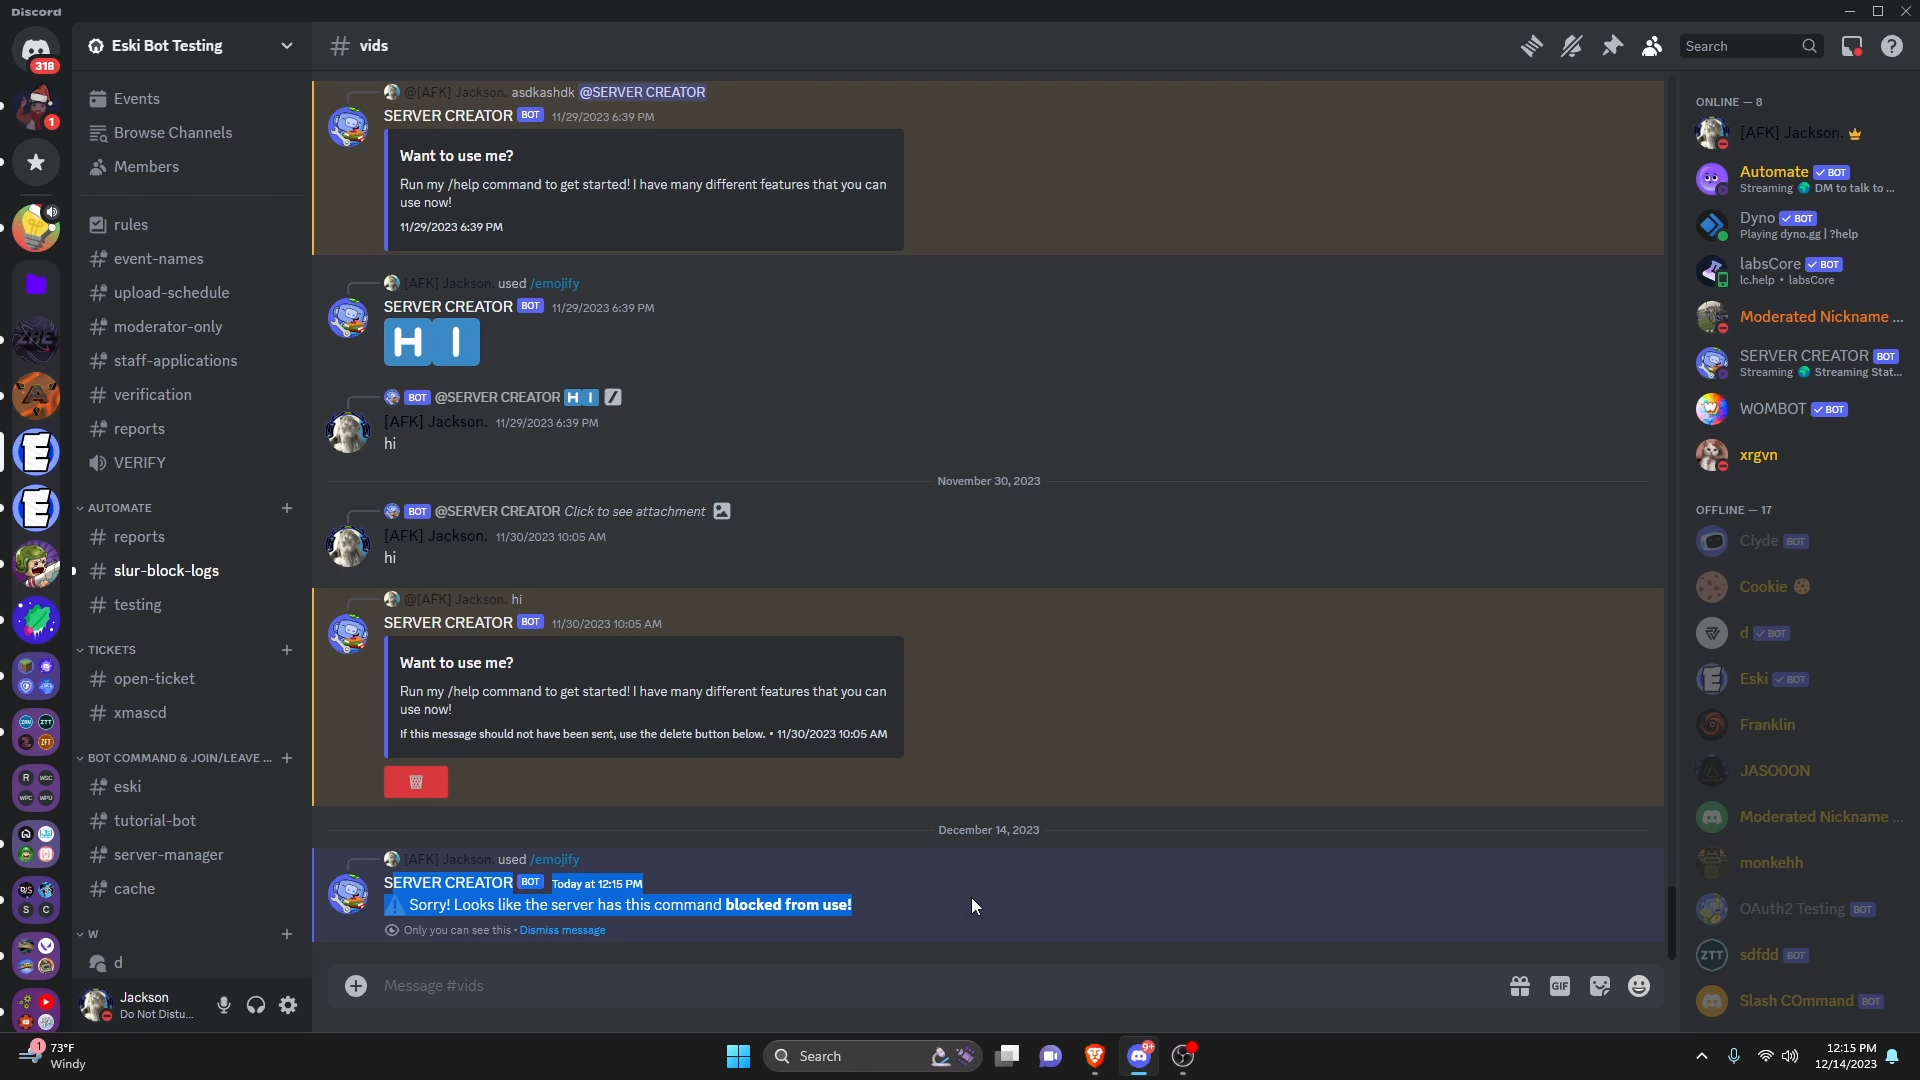 Discord
318
1
Eski Bot Testing
Events
Browse Channels
Members
rules
event-names
upload-schedule
moderator-only
staff-applications
verification
reports
VERIFY
AUTOMATE
reports
slur-block-logs
testing
TICKETS
open-ticket
xmascd
BOT COMMAND & JOIN/LEAVE ...
eski
tutorial-bot
server-manager
cache
W
d
Jackson
Do Not Distu...
vids
Search
@[AFK] Jackson. asdkashdk @SERVER CREATOR
SERVER CREATOR BOT 11/29/2023 6:39 PM
Want to use me?
Run my /help command to get started! I have many different features that you can
use now!
11/29/2023 6:39 PM
[AFK] Jackson. used /emojify
SERVER CREATOR BOT 11/29/2023 6:39 PM
H I
BOT @SERVER CREATOR H I
[AFK] Jackson. 11/29/2023 6:39 PM
hi
November 30, 2023
BOT @SERVER CREATOR Click to see attachment
[AFK] Jackson. 11/30/2023 10:05 AM
hi
@[AFK] Jackson. hi
SERVER CREATOR BOT 11/30/2023 10:05 AM
Want to use me?
Run my /help command to get started! I have many different features that you can
use now!
If this message should not have been sent, use the delete button below. • 11/30/2023 10:05 AM
December 14, 2023
[AFK] Jackson. used /emojify
SERVER CREATOR BOT Today at 12:15 PM
Sorry! Looks like the server has this command blocked from use!
Only you can see this • Dismiss message
Message #vids
GIF
ONLINE — 8
[AFK] Jackson.
Automate BOT
Streaming DM to talk to ...
Dyno BOT
Playing dyno.gg | ?help
labsCore BOT
lc.help • labsCore
Moderated Nickname ...
SERVER CREATOR BOT
Streaming Streaming Stat...
WOMBOT BOT
xrgvn
OFFLINE — 17
Clyde BOT
Cookie
d BOT
Eski BOT
Franklin
JASO0ON
Moderated Nickname ...
monkehh
OAuth2 Testing BOT
ZTT
sdfdd BOT
Slash COmmand BOT
1
73°F
Windy
Search
9+
12:15 PM
12/14/2023